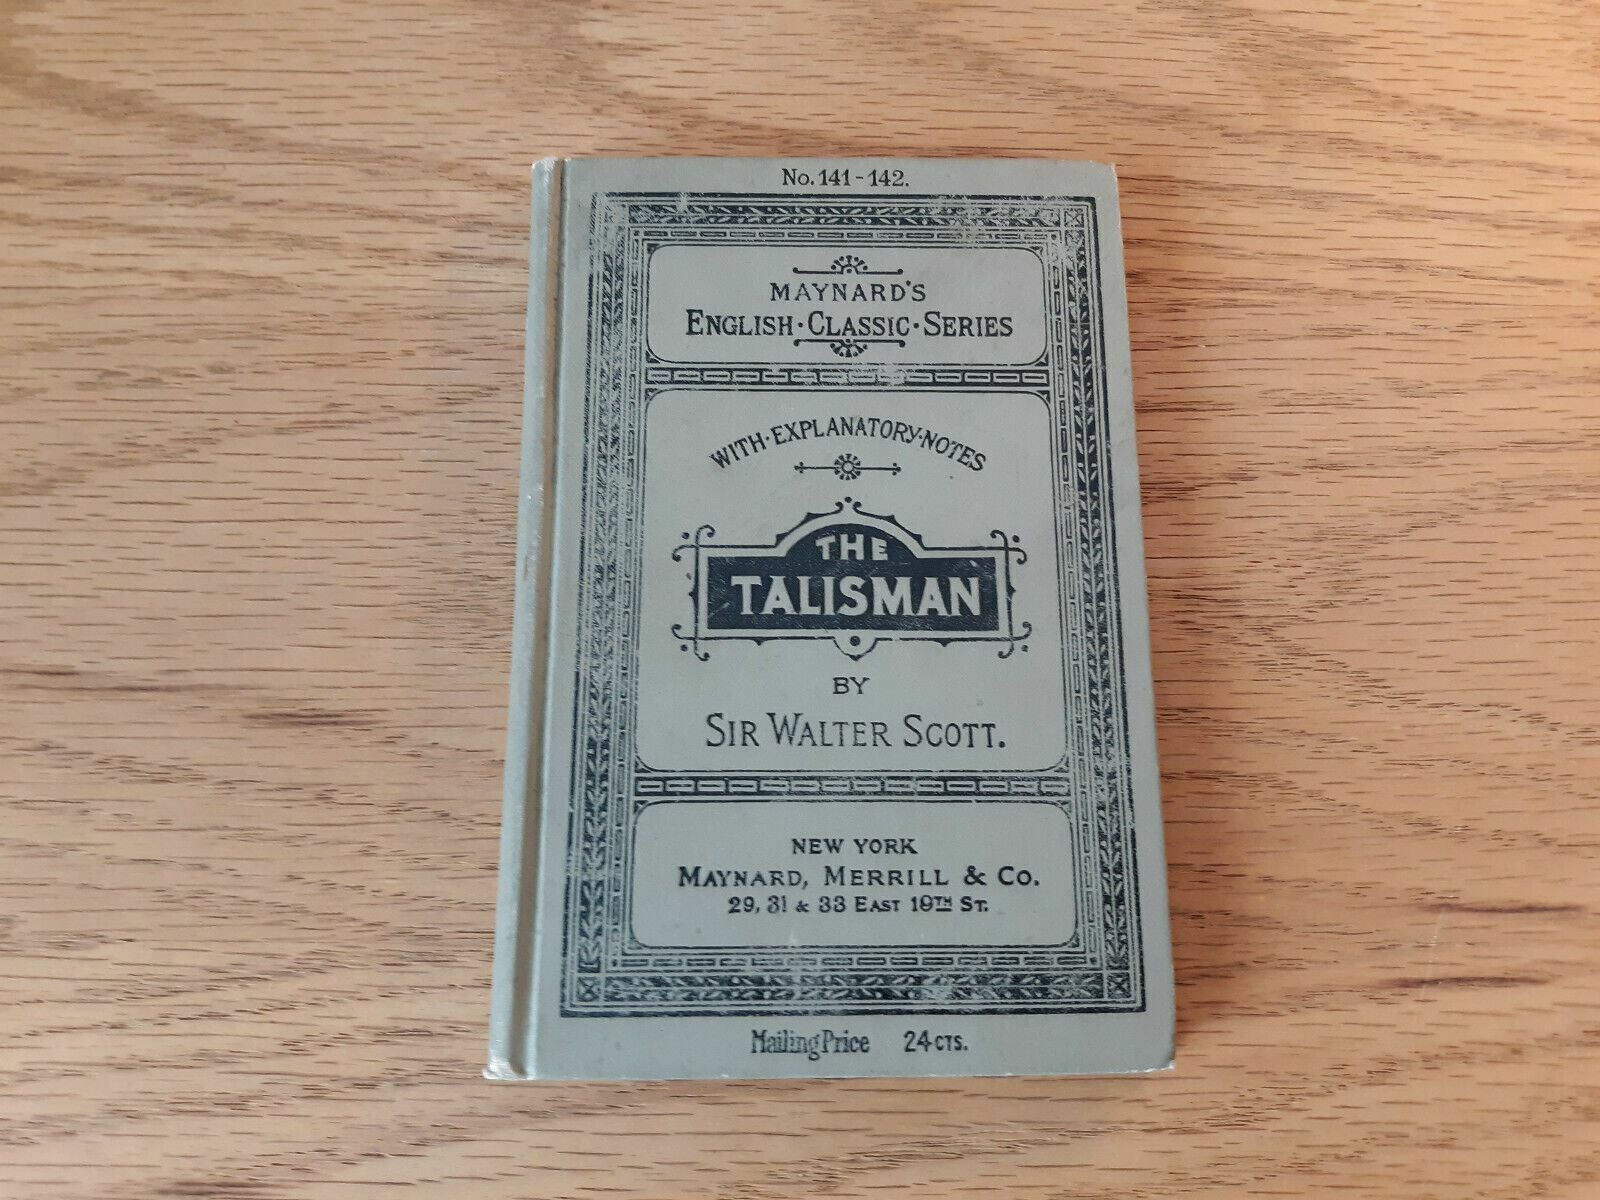 No. 141 - 142.
MAYNARD'S
ENGLISH · CLASSIC · SERIES
WITH · EXPLANATORY · NOTES
THE
TALISMAN
BY
SIR WALTER SCOTT.
NEW YORK
MAYNARD, MERRILL & CO.
29, 31 & 33 EAST 19TH ST.
Mailing Price 24 CTS.